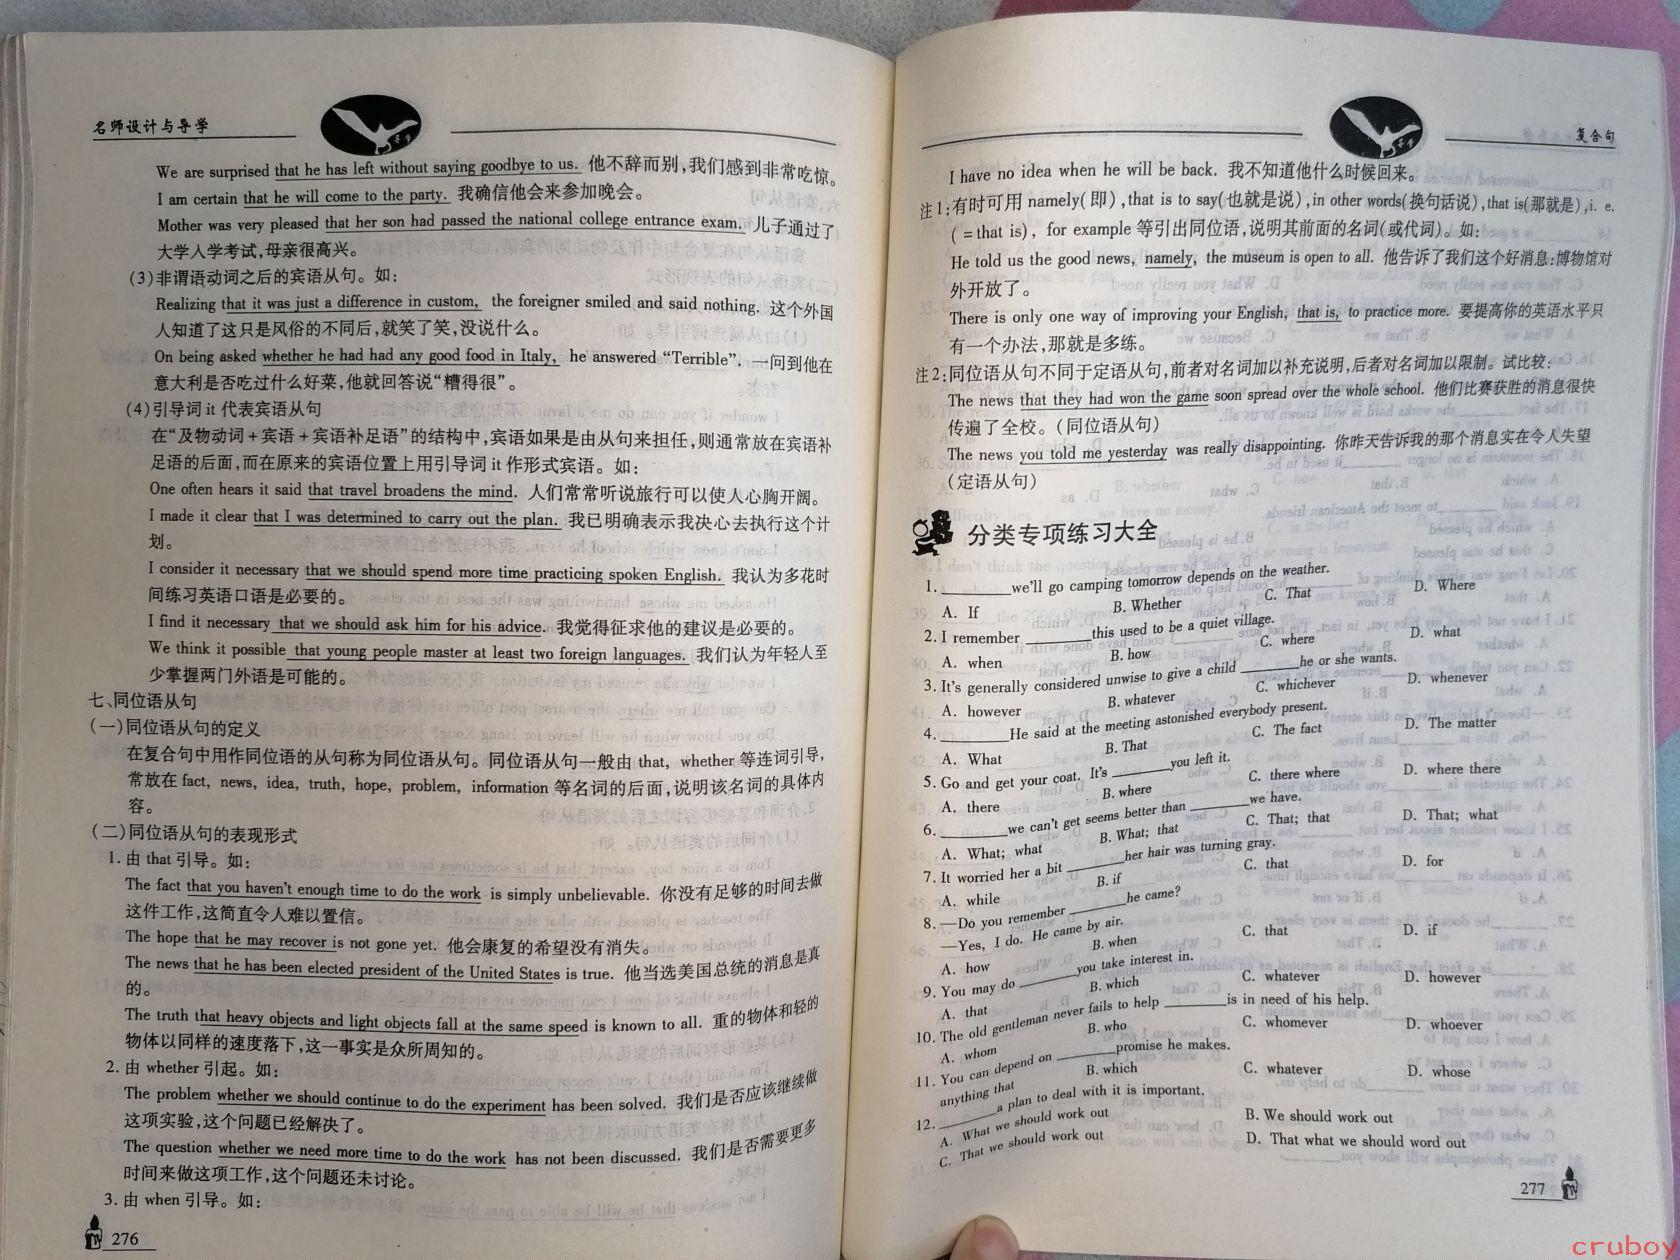 名师设计与导学
We are surprised that he has left without saying goodbye to us. 他不辞而别,我们感到非常吃惊。
I am certain that he will come to the party. 我确信他会来参加晚会。
Mother was very pleased that her son had passed the national college entrance exam. 儿子通过了
大学入学考试,母亲很高兴。
(3)非谓语动词之后的宾语从句。如:
Realizing that it was just a difference in custom, the foreigner smiled and said nothing. 这个外国
人知道了这只是风俗的不同后,就笑了笑,没说什么。
On being asked whether he had had any good food in Italy, he answered “Terrible”. 一问到他在
意大利是否吃过什么好菜,他就回答说“糟得很”。
(4)引导词 it 代表宾语从句
在“及物动词+宾语+宾语补足语”的结构中,宾语如果是由从句来担任,则通常放在宾语补
足语的后面,而在原来的宾语位置上用引导词 it 作形式宾语。如:
One often hears it said that travel broadens the mind. 人们常常听说旅行可以使人心胸开阔。
I made it clear that I was determined to carry out the plan. 我已明确表示我决心去执行这个计
划。
I consider it necessary that we should spend more time practicing spoken English. 我认为多花时
间练习英语口语是必要的。
I find it necessary that we should ask him for his advice. 我觉得征求他的建议是必要的。
We think it possible that young people master at least two foreign languages. 我们认为年轻人至
少掌握两门外语是可能的。
七、同位语从句
(一)同位语从句的定义
在复合句中用作同位语的从句称为同位语从句。同位语从句一般由 that, whether 等连词引导,
常放在 fact, news, idea, truth, hope, problem, information 等名词的后面,说明该名词的具体内
容。
(二)同位语从句的表现形式
1. 由 that 引导。如:
The fact that you haven't enough time to do the work is simply unbelievable. 你没有足够的时间去做
这件工作,这简直令人难以置信。
The hope that he may recover is not gone yet. 他会康复的希望没有消失。
The news that he has been elected president of the United States is true. 他当选美国总统的消息是真
的。
The truth that heavy objects and light objects fall at the same speed is known to all. 重的物体和轻的
物体以同样的速度落下,这一事实是众所周知的。
2. 由 whether 引起。如:
The problem whether we should continue to do the experiment has been solved. 我们是否应该继续做
这项实验,这个问题已经解决了。
The question whether we need more time to do the work has not been discussed. 我们是否需要更多
时间来做这项工作,这个问题还未讨论。
3. 由 when 引导。如:
276
复合句
I have no idea when he will be back. 我不知道他什么时候回来。
注1:有时可用 namely(即),that is to say(也就是说),in other words(换句话说),that is(那就是),i. e.
(=that is), for example 等引出同位语,说明其前面的名词(或代词)。如:
He told us the good news, namely, the museum is open to all. 他告诉了我们这个好消息:博物馆对
外开放了。
There is only one way of improving your English, that is, to practice more. 要提高你的英语水平只
有一个办法,那就是多练。
注2:同位语从句不同于定语从句,前者对名词加以补充说明,后者对名词加以限制。试比较:
The news that they had won the game soon spread over the whole school. 他们比赛获胜的消息很快
传遍了全校。(同位语从句)
The news you told me yesterday was really disappointing. 你昨天告诉我的那个消息实在令人失望
(定语从句)
分类专项练习大全
1. ________we'll go camping tomorrow depends on the weather.
A. If B. Whether C. That D. Where
2. I remember ________this used to be a quiet village.
A. when B. how C. where D. what
3. It's generally considered unwise to give a child ________he or she wants.
A. however B. whatever C. whichever D. whenever
4. ________He said at the meeting astonished everybody present.
A. What B. That C. The fact D. The matter
5. Go and get your coat. It's ________you left it.
A. there B. where C. there where D. where there
6. ________we can't get seems better than ________we have.
A. What; what B. What; that C. That; that D. That; what
7. It worried her a bit ________her hair was turning gray.
A. while B. if C. that D. for
8. —Do you remember ________he came?
—Yes, I do. He came by air.
A. how B. when C. that D. if
9. You may do ________you take interest in.
A. that B. which C. whatever D. however
10. The old gentleman never fails to help ________is in need of his help.
A. whom B. who C. whomever D. whoever
11. You can depend on ________promise he makes.
anything that B. which C. whatever D. whose
12. ________a plan to deal with it is important.
A. What we should work out B. We should work out
C. That we should work out D. That what we should word out
277
cruboy